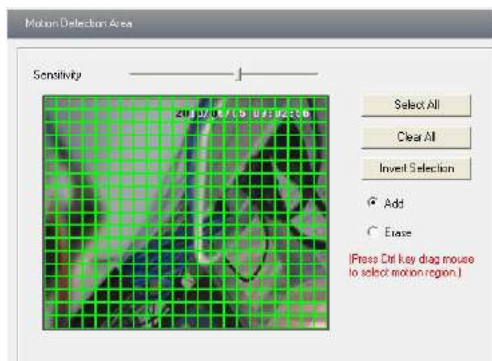 Motion Detection Area
Sensitivity
Select All
Clear All
Invert Selection
Add
Erase
(Press Ctrl key drag mouse
to select motion region.)